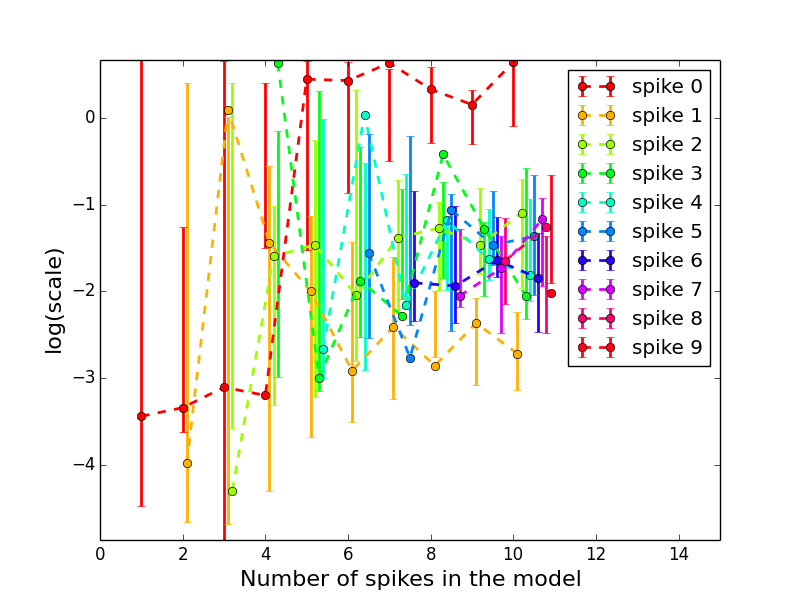 0
−1
−2
−3
−4
log(scale)
0 2 4 6 8 10 12 14
Number of spikes in the model
spike 0
spike 1
spike 2
spike 3
spike 4
spike 5
spike 6
spike 7
spike 8
spike 9